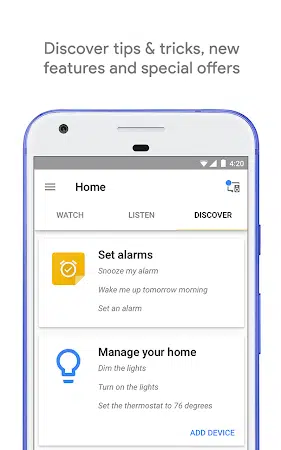 Discover tips & tricks, new
features and special offers
4:20
Home
WATCH LISTEN DISCOVER
Set alarms
Snooze my alarm
Wake me up tomorrow morning
Set an alarm
Manage your home
Dim the lights
Turn on the lights
Set the thermostat to 76 degrees
ADD DEVICE